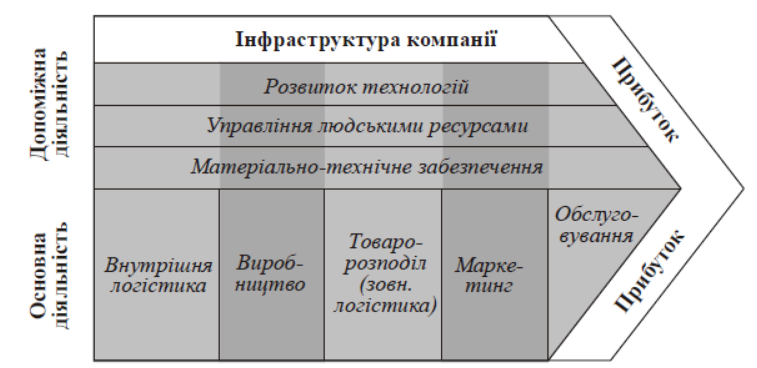 Допоміжна
діяльність
Інфраструктура компанії
Розвиток технологій
Управління людськими ресурсами
Матеріально-технічне забезпечення
Прибуток
Основна
діяльність
Внутрішня
логістика
Вироб-
ництво
Товаро-
розподіл
(зовн.
логістика)
Марке-
тинг
Обслуго-
вування
Прибуток